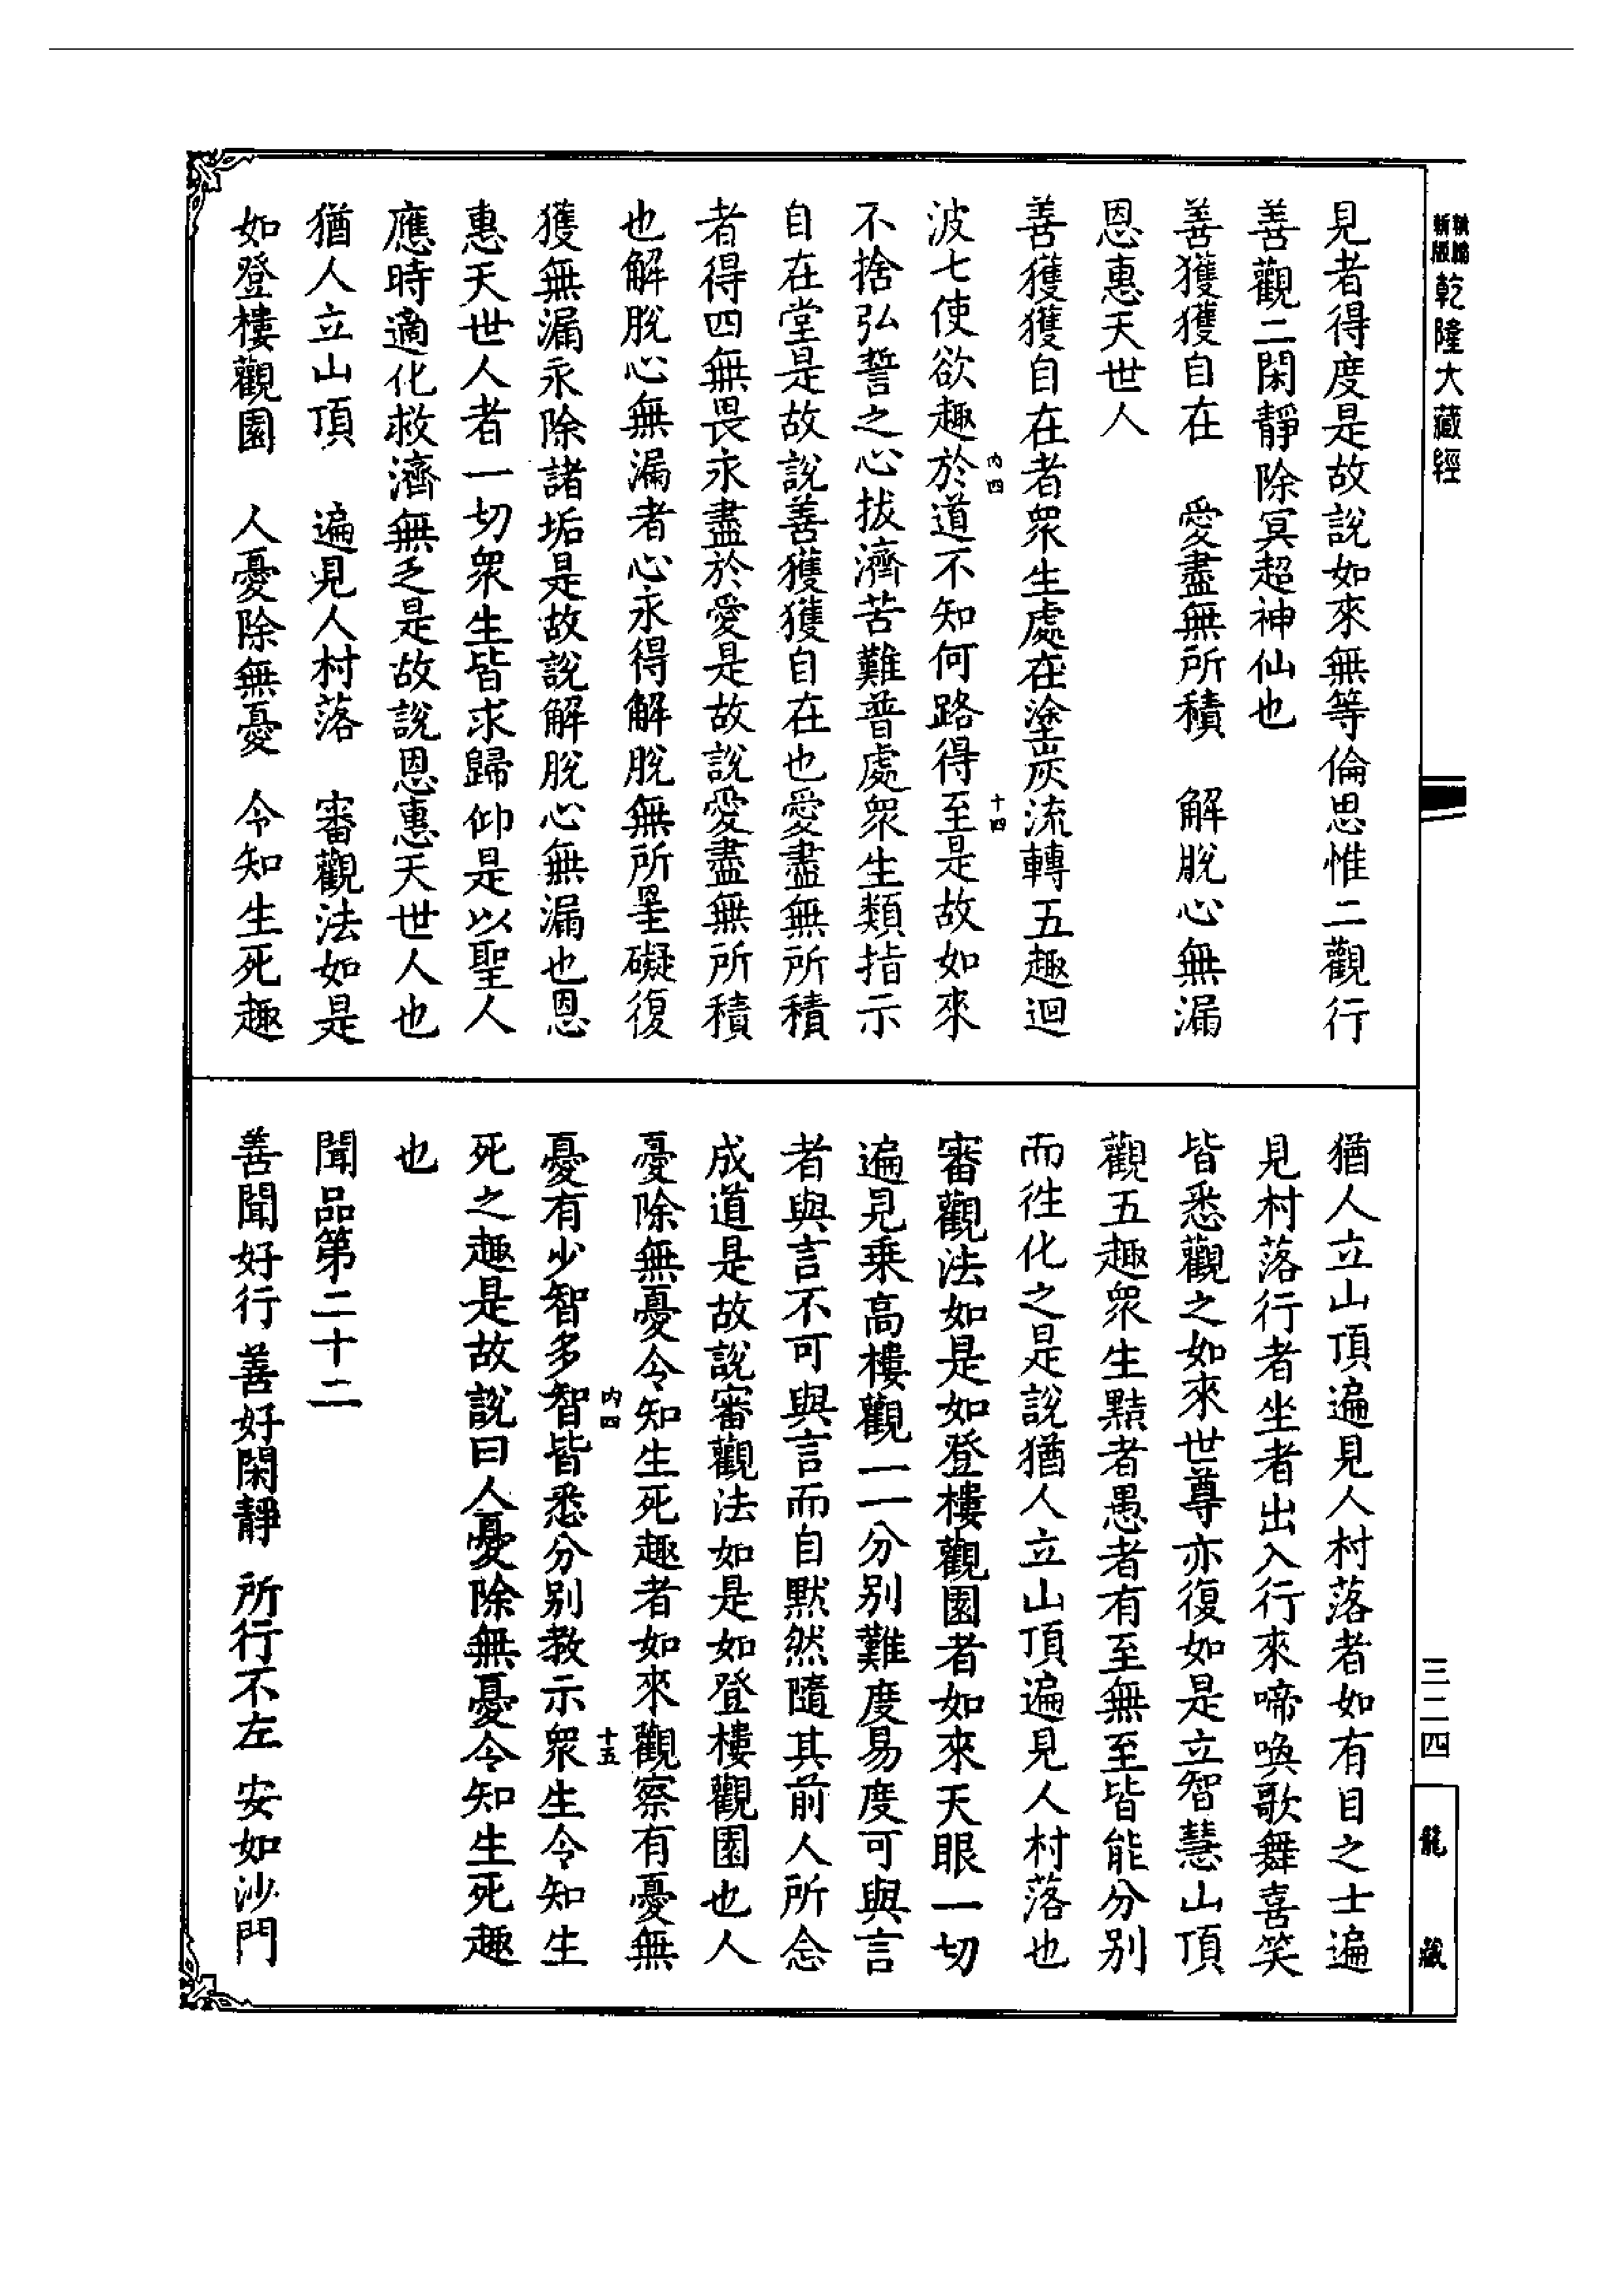 乾隆大藏經
見者得度是故說如來無等倫思惟二觀行
善觀二閑靜除冥超神仙也
善獲獲自在 愛盡無所積 解脫心無漏
恩惠天世人
善獲獲自在者眾生處在塗炭流轉五趣迴
波七使欲趣於道不知何路得至是故如來
内四
十四
不捨弘誓之心拔濟苦難普處眾生類指示
自在堂是故說善獲獲自在也愛盡無所積
者得四無畏永盡於愛是故說愛盡無所積
也解脫心無漏者心永得解脫無所罣礙復
獲無漏永除諸垢是故說解脫心無漏也恩
惠天世人者一切眾生皆求歸仰是以聖人
應時適化救濟無乏是故說恩惠天世人也
猶人立山頂 遍見人村落 審觀法如是
如登樓觀園 人憂除無憂 令知生死趣
猶人立山頂遍見人村落者如有目之士遍
見村落行者坐者出入行來啼喚歌舞喜笑
皆悉觀之如來世尊亦復如是立智慧山頂
觀五趣眾生黠者愚者有至無至皆能分別
而往化之是說猶人立山頂遍見人村落也
審觀法如是如登樓觀園者如來天眼一切
遍見乘高樓觀一一分別難度易度可與言
者與言不可與言而自默然隨其前人所念
成道是故說審觀法如是如登樓觀園也人
憂除無憂令知生死趣者如來觀察有憂無
憂有少智多智皆悉分別教示眾生令知生
内四
十五
死之趣是故說曰人憂除無憂令知生死趣
也
聞品第二十二
善聞好行 善好閑靜 所行不左 安如沙門
三二四
龍藏